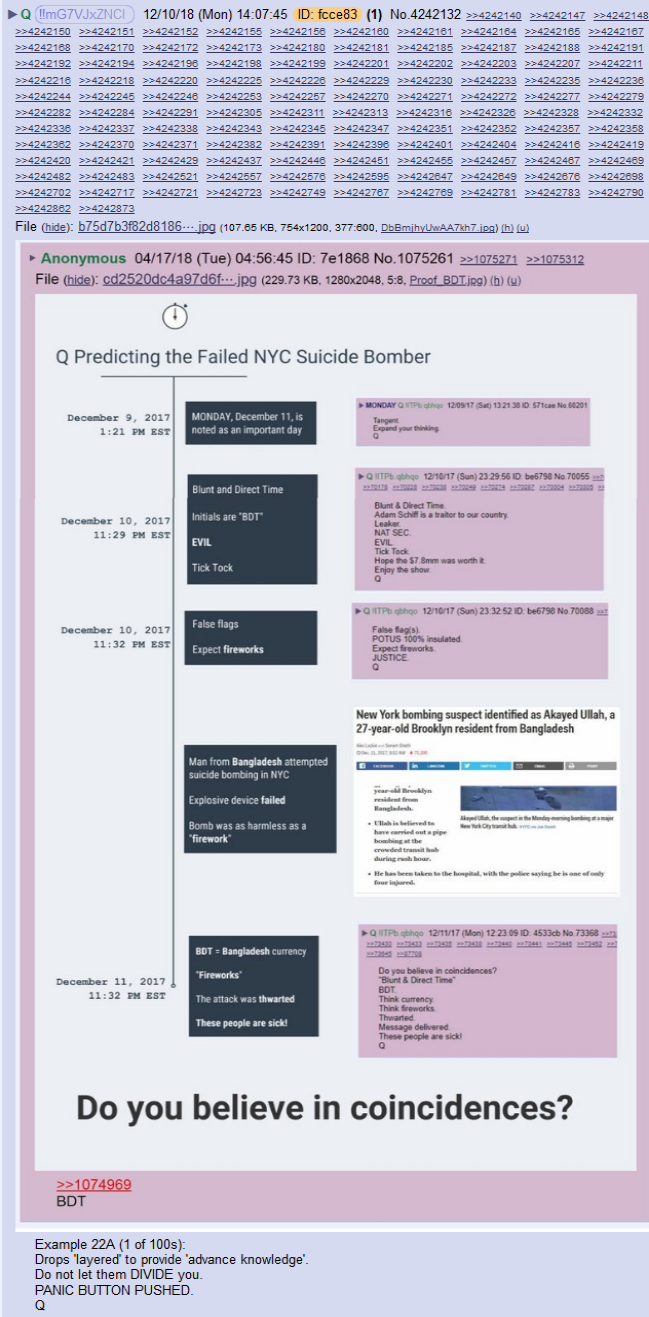 ▶ Q !!mG7VJxZNCI 12/10/18 (Mon) 14:07:45 ID: fcce83 (1) No.4242132 >>4242140 >>4242147 >>4242148
>>4242150 >>4242151 >>4242152 >>4242155 >>4242156 >>4242160 >>4242161 >>4242164 >>4242165 >>4242167
>>4242168 >>4242170 >>4242172 >>4242173 >>4242180 >>4242181 >>4242185 >>4242187 >>4242188 >>4242191
>>4242192 >>4242194 >>4242196 >>4242198 >>4242199 >>4242201 >>4242202 >>4242203 >>4242207 >>4242211
>>4242216 >>4242218 >>4242220 >>4242225 >>4242226 >>4242229 >>4242230 >>4242233 >>4242235 >>4242236
>>4242244 >>4242245 >>4242246 >>4242253 >>4242257 >>4242270 >>4242271 >>4242272 >>4242277 >>4242279
>>4242282 >>4242284 >>4242291 >>4242305 >>4242311 >>4242313 >>4242316 >>4242326 >>4242328 >>4242332
>>4242336 >>4242337 >>4242338 >>4242343 >>4242345 >>4242347 >>4242351 >>4242352 >>4242357 >>4242358
>>4242362 >>4242370 >>4242371 >>4242382 >>4242391 >>4242396 >>4242401 >>4242404 >>4242416 >>4242419
>>4242420 >>4242421 >>4242429 >>4242437 >>4242446 >>4242451 >>4242455 >>4242457 >>4242467 >>4242469
>>4242482 >>4242483 >>4242521 >>4242557 >>4242576 >>4242595 >>4242647 >>4242649 >>4242676 >>4242698
>>4242702 >>4242717 >>4242721 >>4242723 >>4242749 >>4242767 >>4242769 >>4242781 >>4242783 >>4242790
>>4242862 >>4242873
File (hide): b75d7b3f82d8186⋯.jpg (107.65 KB, 754x1200, 377:600, DbBmjhyUwAA7kh7.jpg) (h) (u)
▶ Anonymous 04/17/18 (Tue) 04:56:45 ID: 7e1868 No.1075261 >>1075271 >>1075312
File (hide): cd2520dc4a97d6f⋯.jpg (229.73 KB, 1280x2048, 5:8, Proof_BDT.jpg) (h) (u)
Q Predicting the Failed NYC Suicide Bomber
December 9, 2017
1:21 PM EST
MONDAY, December 11, is
noted as an important day
▶ MONDAY Q !ITPb.qbhqo 12/09/17 (Sat) 13:21:38 ID: 571cae No.60201
Tangent.
Expand your thinking.
Q
December 10, 2017
11:29 PM EST
Blunt and Direct Time
Initials are "BDT"
EVIL
Tick Tock
▶ Q !ITPb.qbhqo 12/10/17 (Sun) 23:29:56 ID: be6798 No.70055
Blunt & Direct Time.
Adam Schiff is a traitor to our country.
Leaker.
NAT SEC.
EVIL.
Tick Tock.
Hope the $7.8mm was worth it.
Enjoy the show.
Q
December 10, 2017
11:32 PM EST
False flags
Expect fireworks
▶ Q !ITPb.qbhqo 12/10/17 (Sun) 23:32:52 ID: be6798 No.70088
False flag(s).
POTUS 100% insulated.
Expect fireworks.
JUSTICE.
Q
Man from Bangladesh attempted
suicide bombing in NYC
Explosive device failed
Bomb was as harmless as a
"firework"
New York bombing suspect identified as Akayed Ullah, a
27-year-old Brooklyn resident from Bangladesh
FACEBOOK LINKEDIN TWITTER EMAIL PRINT
year-old Brooklyn
resident from
Bangladesh.
• Ullah is believed to
have carried out a pipe
bombing at the
crowded transit hub
during rush hour.
• He has been taken to the hospital, with the police saying he is one of only
four injured.
Akayed Ullah, the suspect in the Monday-morning bombing at a major
New York City transit hub.
December 11, 2017
11:32 PM EST
BDT = Bangladesh currency
"Fireworks"
The attack was thwarted
These people are sick!
▶ Q !ITPb.qbhqo 12/11/17 (Mon) 12:23:09 ID: 4533cb No.73368
Do you believe in coincidences?
"Blunt & Direct Time"
BDT.
Think currency.
Think fireworks.
Thwarted.
Message delivered.
These people are sick!
Q
Do you believe in coincidences?
>>1074969
BDT
Example 22A (1 of 100s):
Drops 'layered' to provide 'advance knowledge'.
Do not let them DIVIDE you.
PANIC BUTTON PUSHED.
Q